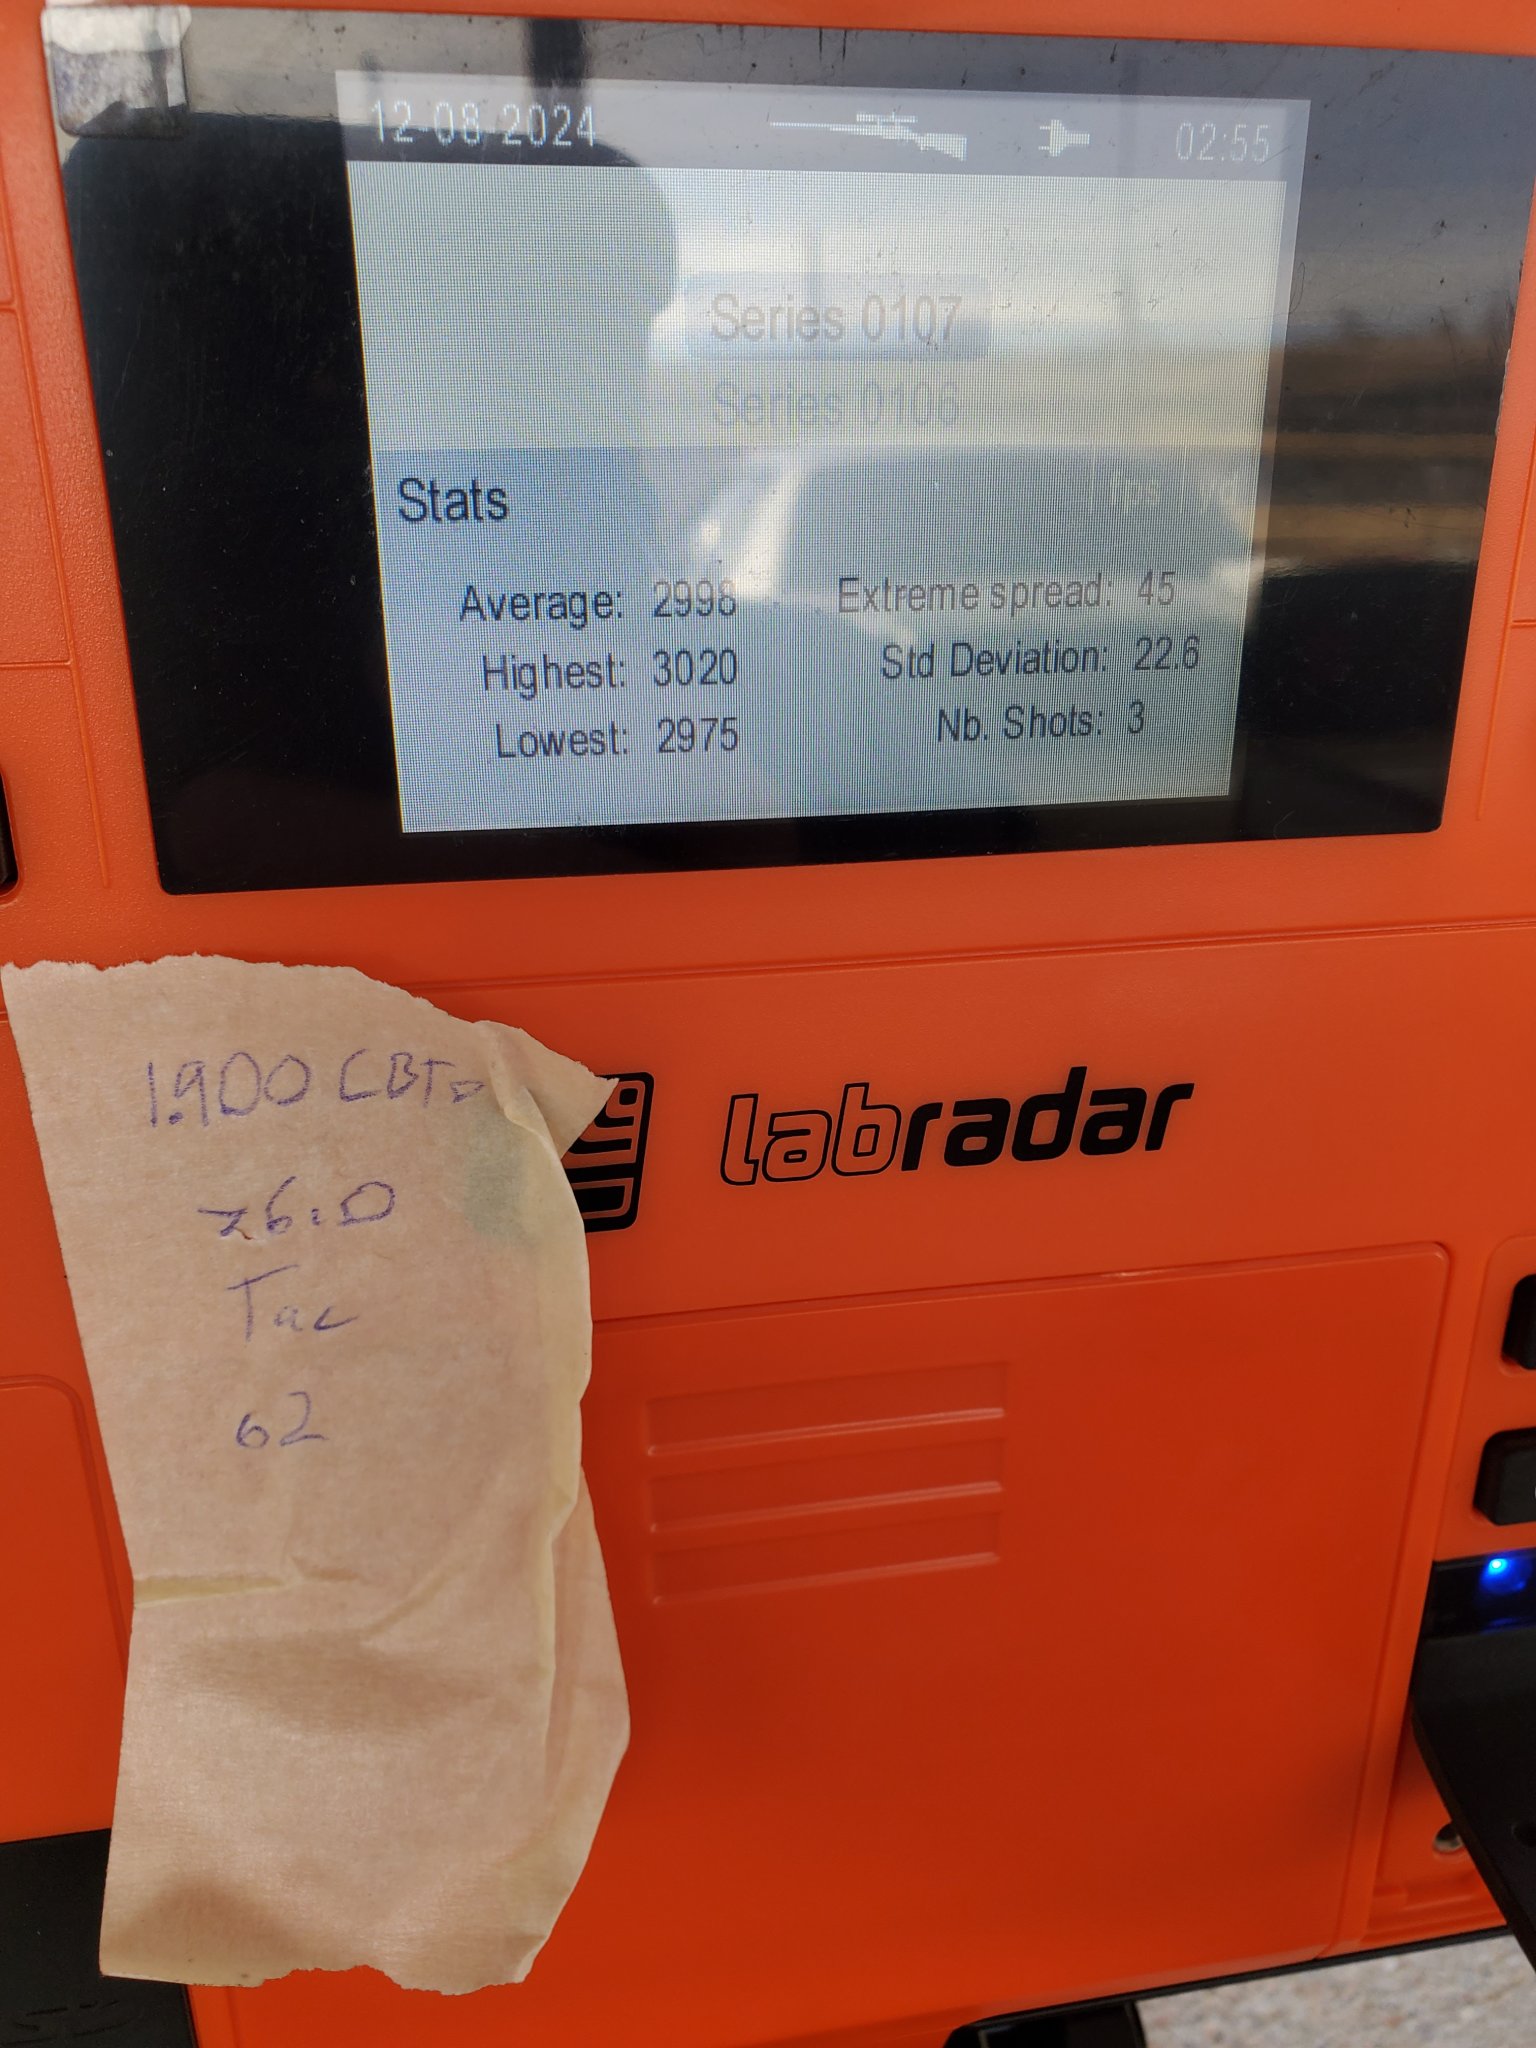 12-08-2024 02:55
Series 0107
Series 0106
Stats
Average: 2998 Extreme spread: 45
Highest: 3020 Std Deviation: 22.6
Lowest: 2975 Nb. Shots: 3
labradar
1.900 CBTO
26.0
Tac
62